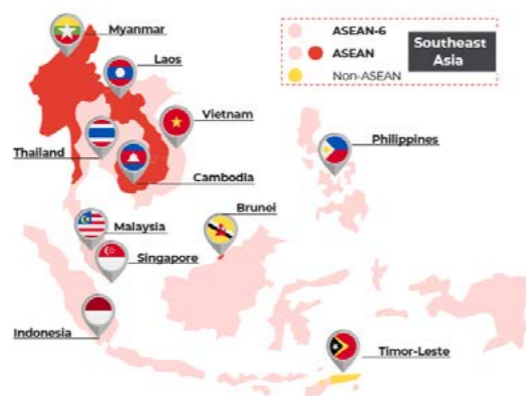 Myanmar
Laos
Vietnam
Thailand
Cambodia
Philippines
Brunei
Malaysia
Singapore
Indonesia
Timor-Leste
ASEAN-6
ASEAN
Non-ASEAN
Southeast
Asia